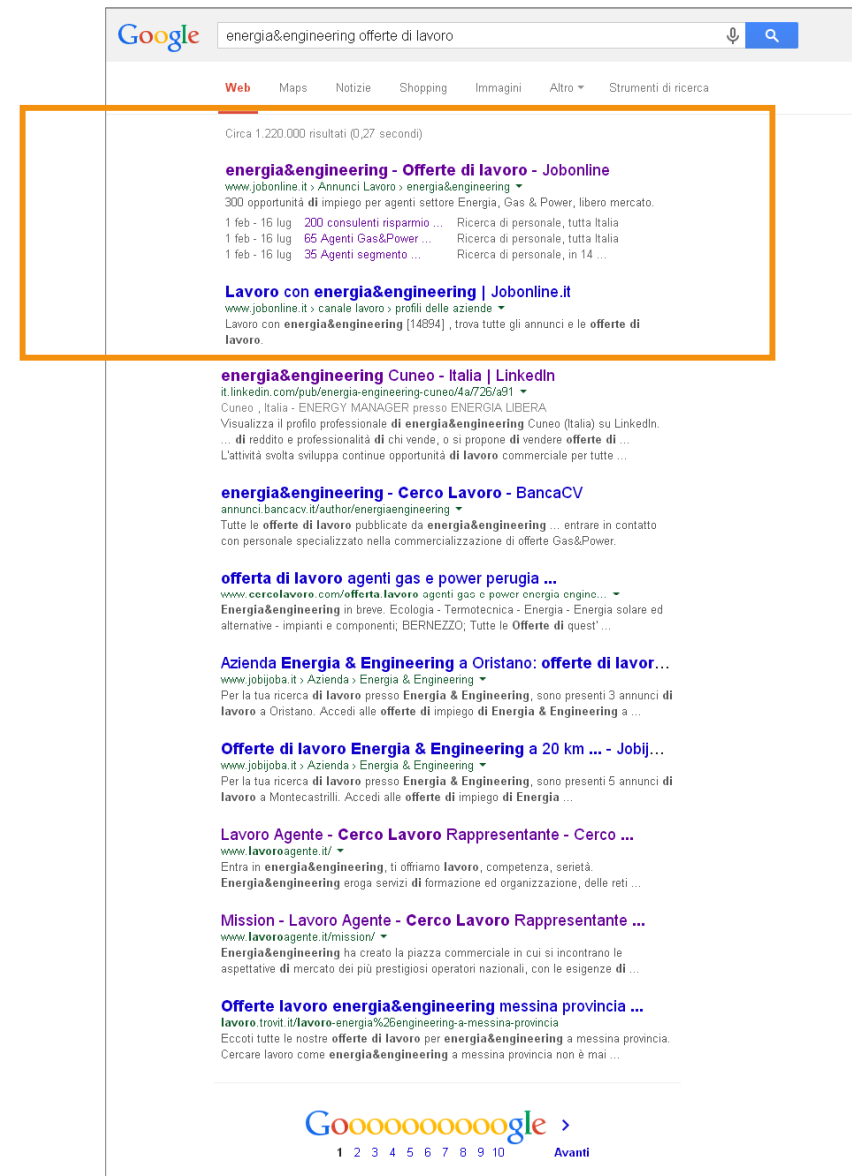 Google energia&engineering offerte di lavoro
Web Maps Notizie Shopping Immagini Altro Strumenti di ricerca
Circa 1.220.000 risultati (0,27 secondi)
energia&engineering - Offerte di lavoro - Jobonline
www.jobonline.it › Annunci Lavoro › energia&engineering
300 opportunità di impiego per agenti settore Energia, Gas & Power, libero mercato.
1 feb - 16 lug 200 consulenti risparmio ... Ricerca di personale, tutta Italia
1 feb - 16 lug 65 Agenti Gas&Power ... Ricerca di personale, tutta Italia
1 feb - 16 lug 35 Agenti segmento ... Ricerca di personale, in 14 ...
Lavoro con energia&engineering | Jobonline.it
www.jobonline.it › canale lavoro › profili delle aziende
Lavoro con energia&engineering [14894] , trova tutte gli annunci e le offerte di
lavoro.
energia&engineering Cuneo - Italia | LinkedIn
it.linkedin.com/pub/energia-engineering-cuneo/4a/726/a91
Cuneo , Italia - ENERGY MANAGER presso ENERGIA LIBERA
Visualizza il profilo professionale di energia&engineering Cuneo (Italia) su LinkedIn.
... di reddito e professionalità di chi vende, o si propone di vendere offerte di ...
L'attività svolta sviluppa continue opportunità di lavoro commerciale per tutte ...
energia&engineering - Cerco Lavoro - BancaCV
annunci.bancacv.it/author/energiaengineering
Tutte le offerte di lavoro pubblicate da energia&engineering ... entrare in contatto
con personale specializzato nella commercializzazione di offerte Gas&Power.
offerta di lavoro agenti gas e power perugia ...
www.cercolavoro.com/offerta.lavoro agenti gas e power energia engine...
Energia&engineering in breve. Ecologia - Termotecnica - Energia - Energia solare ed
alternative - impianti e componenti; BERNEZZO; Tutte le Offerte di quest' ...
Azienda Energia & Engineering a Oristano: offerte di lavor...
www.jobijoba.it › Azienda › Energia & Engineering
Per la tua ricerca di lavoro presso Energia & Engineering, sono presenti 3 annunci di
lavoro a Oristano. Accedi alle offerte di impiego di Energia & Engineering a ...
Offerte di lavoro Energia & Engineering a 20 km ... - Jobij...
www.jobijoba.it › Azienda › Energia & Engineering
Per la tua ricerca di lavoro presso Energia & Engineering, sono presenti 5 annunci di
lavoro a Montecastrilli. Accedi alle offerte di impiego di Energia ...
Lavoro Agente - Cerco Lavoro Rappresentante - Cerco ...
www.lavoroagente.it/
Entra in energia&engineering, ti offriamo lavoro, competenza, serietà.
Energia&engineering eroga servizi di formazione ed organizzazione, delle reti ...
Mission - Lavoro Agente - Cerco Lavoro Rappresentante ...
www.lavoroagente.it/mission/
Energia&engineering ha creato la piazza commerciale in cui si incontrano le
aspettative di mercato dei più prestigiosi operatori nazionali, con le esigenze di ...
Offerte lavoro energia&engineering messina provincia ...
lavoro.trovit.it/lavoro-energia%26engineering-a-messina-provincia
Eccoti tutte le nostre offerte di lavoro per energia&engineering a messina provincia.
Cercare lavoro come energia&engineering a messina provincia non è mai ...
Goooooooooogle >
1 2 3 4 5 6 7 8 9 10 Avanti